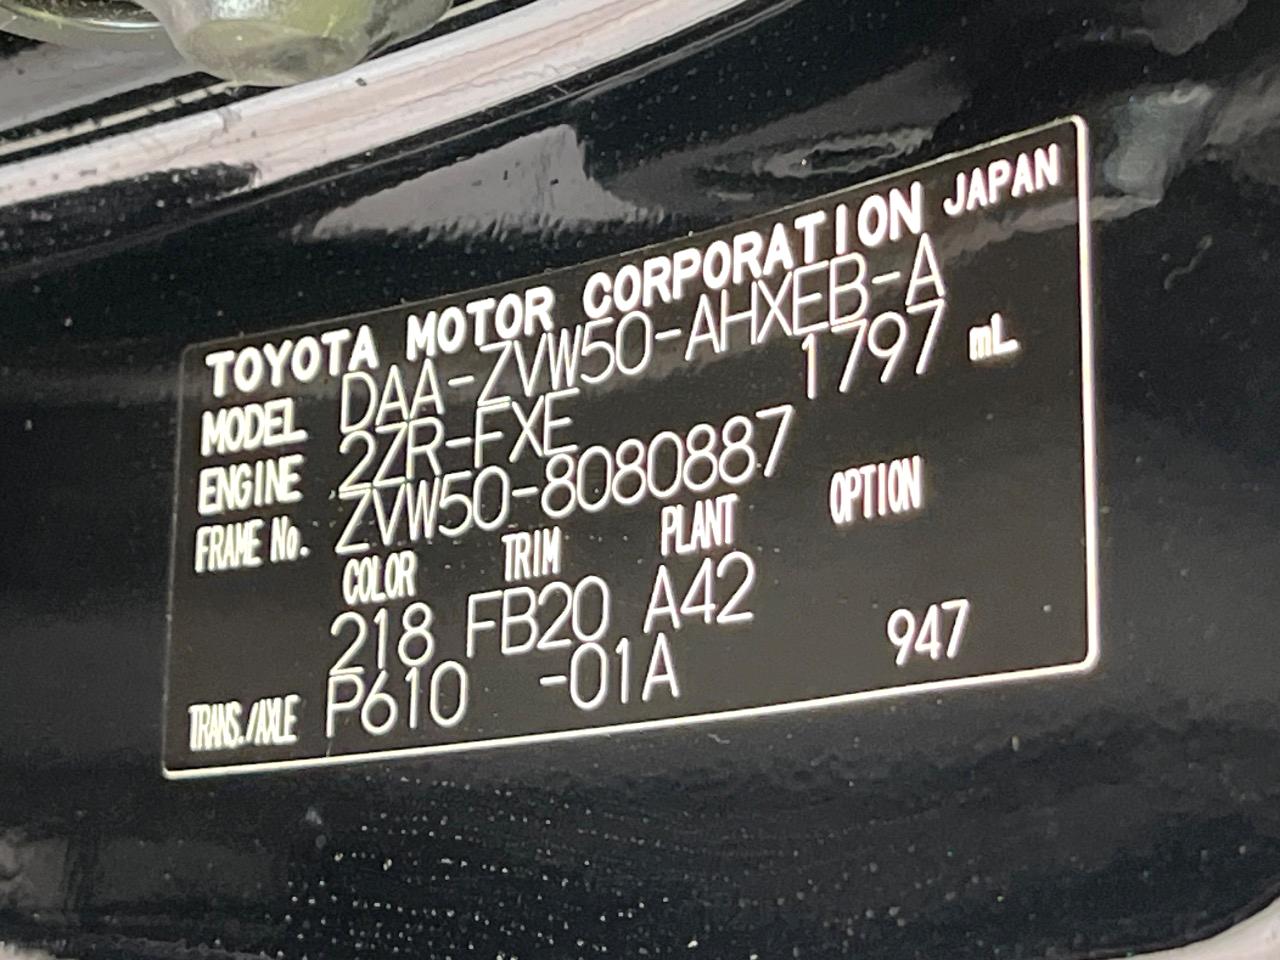 TOYOTA MOTOR CORPORATION JAPAN
MODEL DAA-ZVW50-AHXEB-A
ENGINE 2ZR-FXE 1797 mL
FRAME No. ZVW50-8080887
COLOR TRIM PLANT OPTION
218 FB20 A42
TRANS./AXLE P610 -01A 947